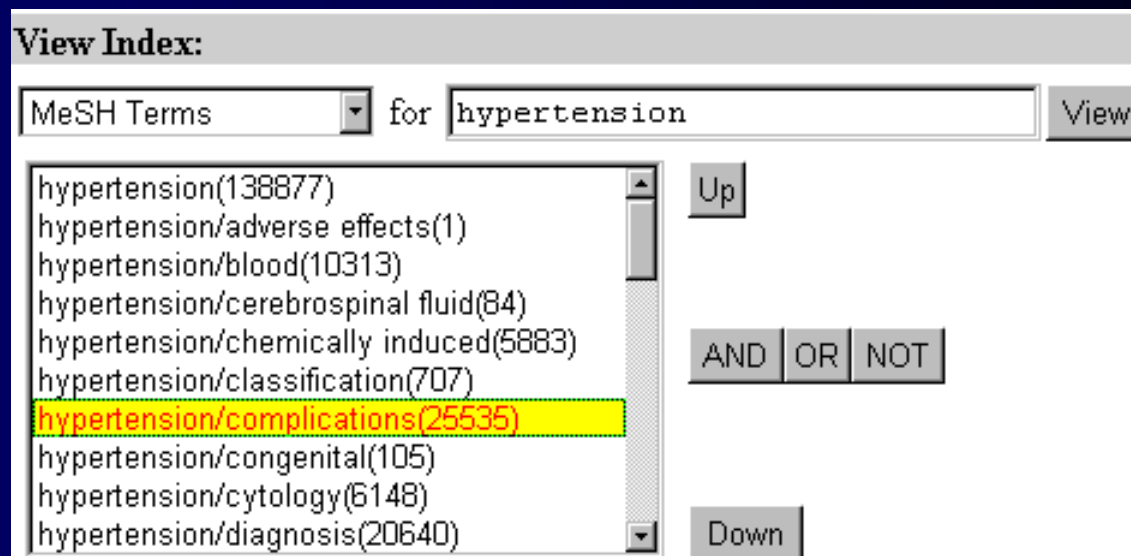 View Index:
MeSH Terms for hypertension View
hypertension(138877)
hypertension/adverse effects(1)
hypertension/blood(10313)
hypertension/cerebrospinal fluid(84)
hypertension/chemically induced(5883)
hypertension/classification(707)
hypertension/complications(25535)
hypertension/congenital(105)
hypertension/cytology(6148)
hypertension/diagnosis(20640)
Up
AND OR NOT
Down